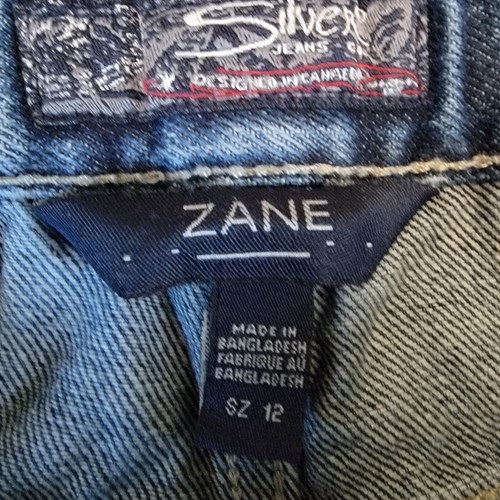 Silver
JEANS CO
DESIGNED IN CANADA
ZANE
MADE IN
BANGLADESH
FABRIQUE AU
BANGLADESH
SZ 12